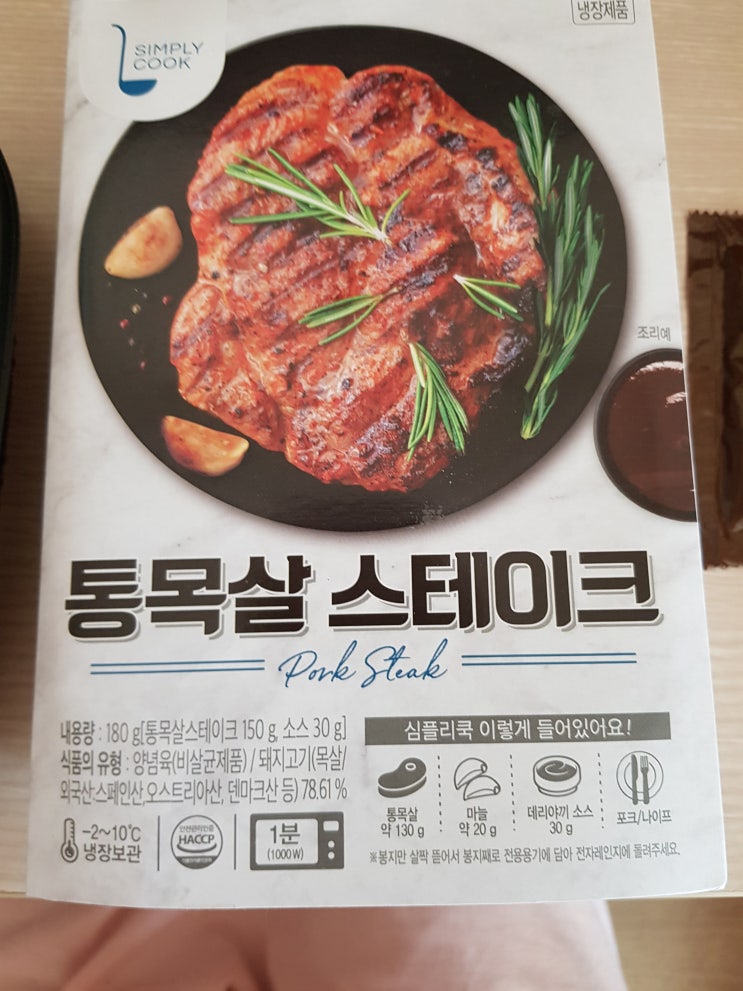 냉장제품
SIMPLY
COOK
조리예
통목살 스테이크
Pork Steak
내용량 : 180 g[통목살스테이크 150 g, 소스 30 g]
식품의 유형 : 양념육(비살균제품) / 돼지고기(목살/
외국산:스페인산,오스트리아산, 덴마크산 등) 78.61 %
-2~10℃
냉장보관
안전관리인증
HACCP
1분
(1000W)
심플리쿡 이렇게 들어있어요!
통목살
약 130 g
마늘
약 20 g
데리야끼 소스
30 g
포크/나이프
※봉지만 살짝 뜯어서 봉지째로 전용용기에 담아 전자레인지에 돌려주세요.